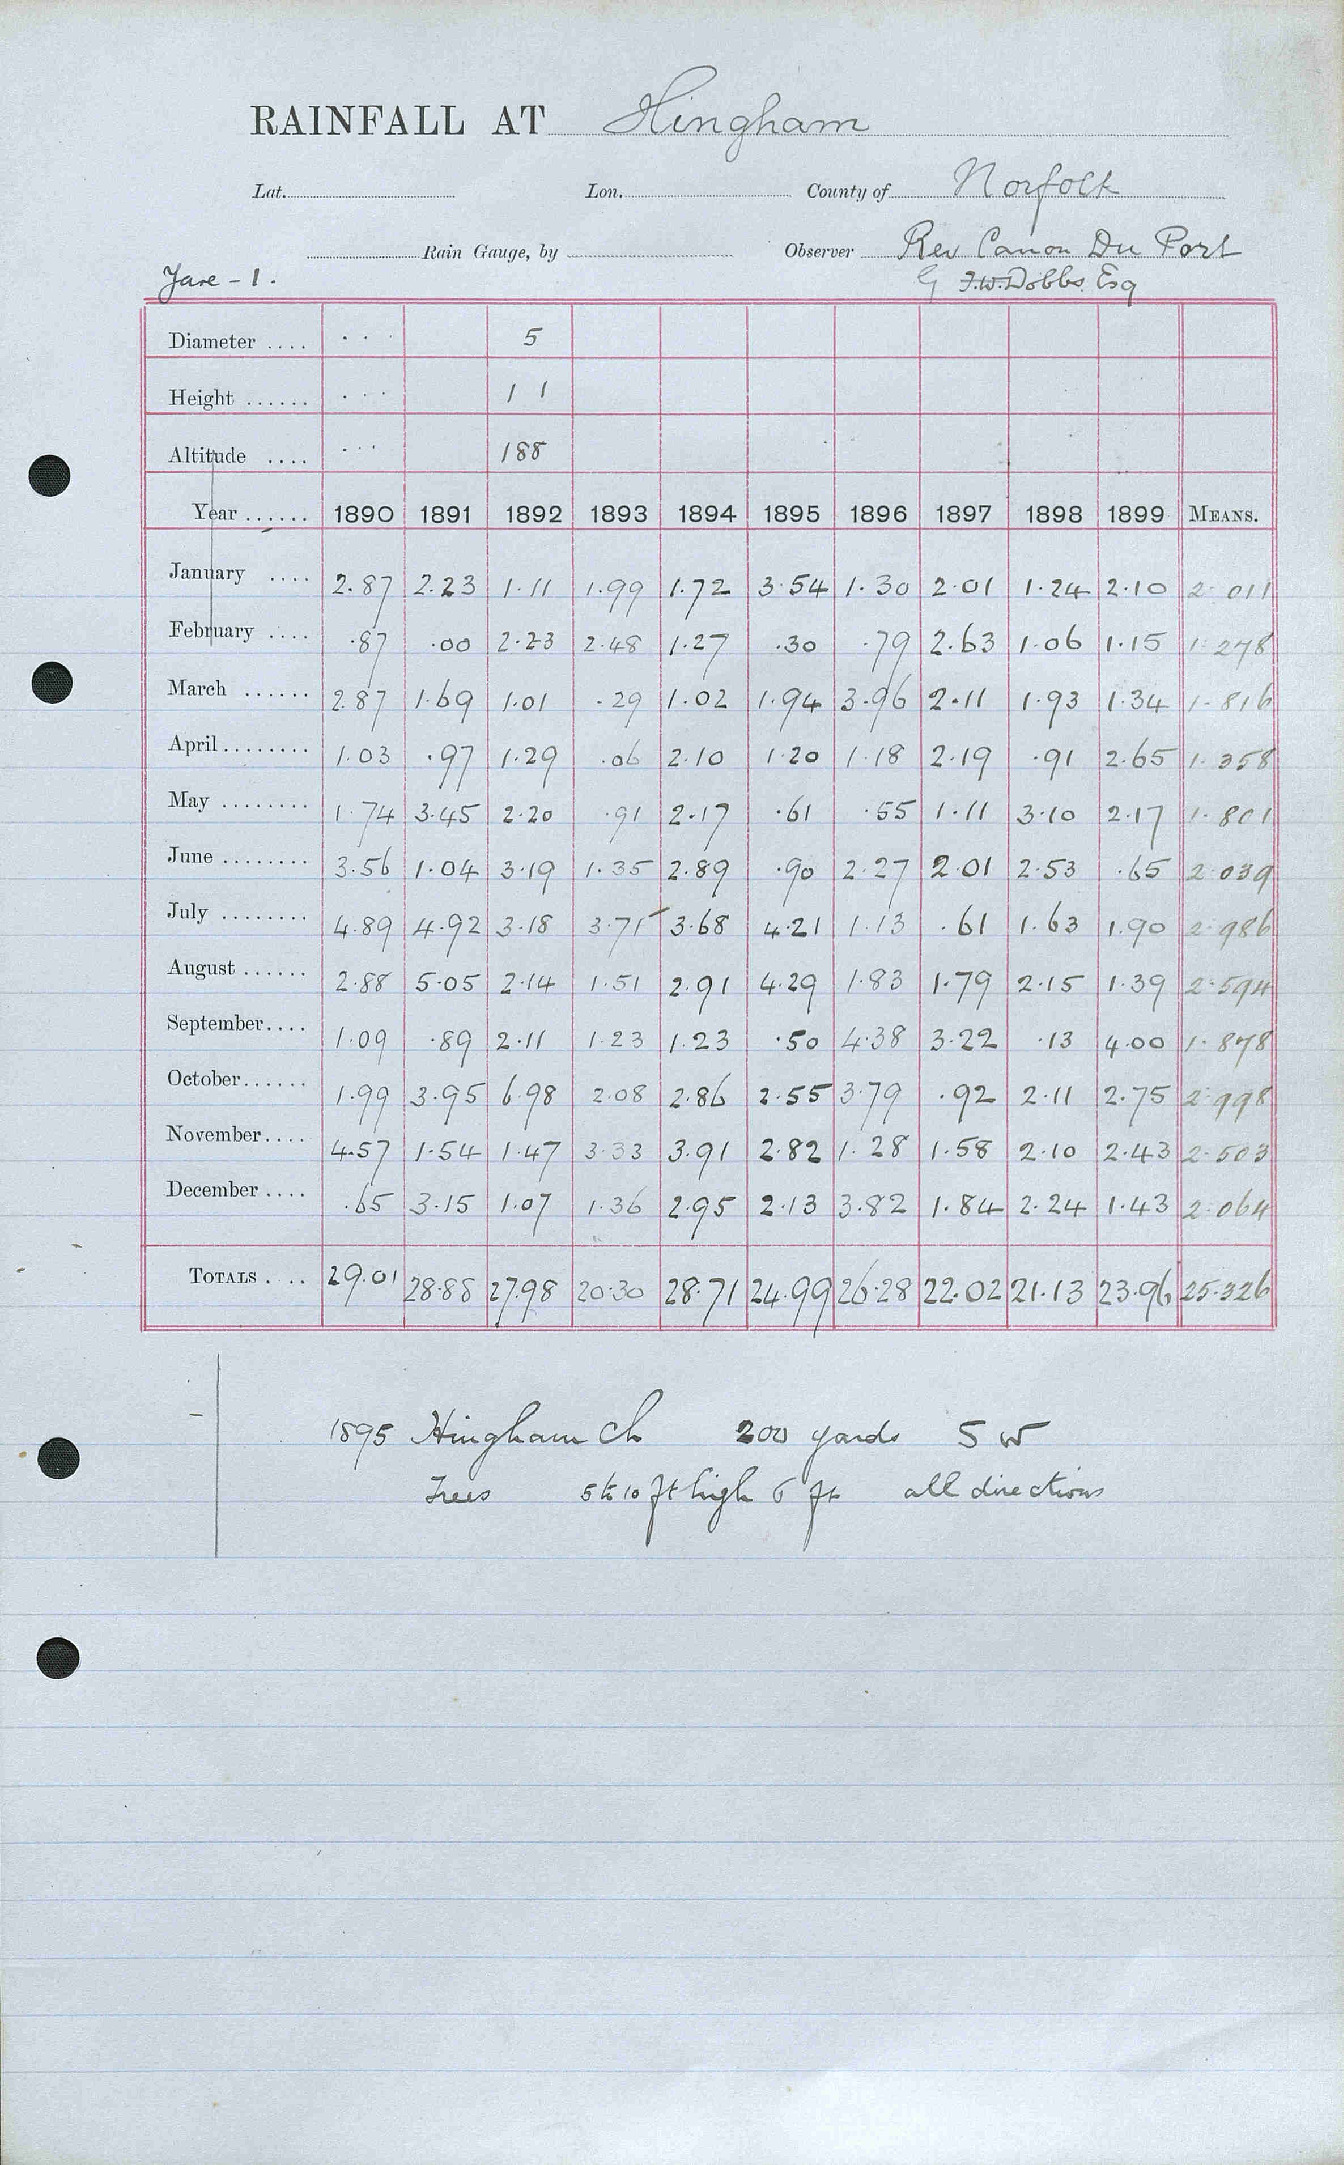 RAINFALL AT Hingham
Lat. Lon. County of Norfolk
Rain Gauge, by Observer Rev Canon Du Port
Yare - 1. G F.W. Dobbs Esq
Diameter .... . . . 5
Height ...... . . . 1 1
Altitude .... . . . 188
Year ...... 1890 1891 1892 1893 1894 1895 1896 1897 1898 1899 MEANS.
January .... 2.87 2.23 1.11 1.99 1.72 3.54 1.30 2.01 1.24 2.10 2.011
February .... .87 .00 2.23 2.48 1.27 .30 .79 2.63 1.06 1.15 1.278
March ...... 2.87 1.69 1.01 .29 1.02 1.94 3.96 2.11 1.93 1.34 1.816
April ........ 1.03 .97 1.29 .06 2.10 1.20 1.18 2.19 .91 2.65 1.358
May ........ 1.74 3.45 2.20 .91 2.17 .61 .55 1.11 3.10 2.17 1.801
June ........ 3.56 1.04 3.19 1.35 2.89 .90 2.27 2.01 2.53 .65 2.039
July ........ 4.89 4.92 3.18 3.71 3.68 4.21 1.13 .61 1.63 1.90 2.986
August ...... 2.88 5.05 2.14 1.51 2.91 4.29 1.83 1.79 2.15 1.39 2.594
September .... 1.09 .89 2.11 1.23 1.23 .50 4.38 3.22 .13 4.00 1.878
October ...... 1.99 3.95 6.98 2.08 2.86 2.55 3.79 .92 2.11 2.75 2.998
November .... 4.57 1.54 1.47 3.33 3.91 2.82 1.28 1.58 2.10 2.43 2.503
December .... .65 3.15 1.07 1.36 2.95 2.13 3.82 1.84 2.24 1.43 2.064
TOTALS . . .. 29.01 28.88 27.98 20.30 28.71 24.99 26.28 22.02 21.13 23.96 25.326
1895 Hingham Ch 200 yards S W
Trees 5 to 10 ft high 6 ft all directions